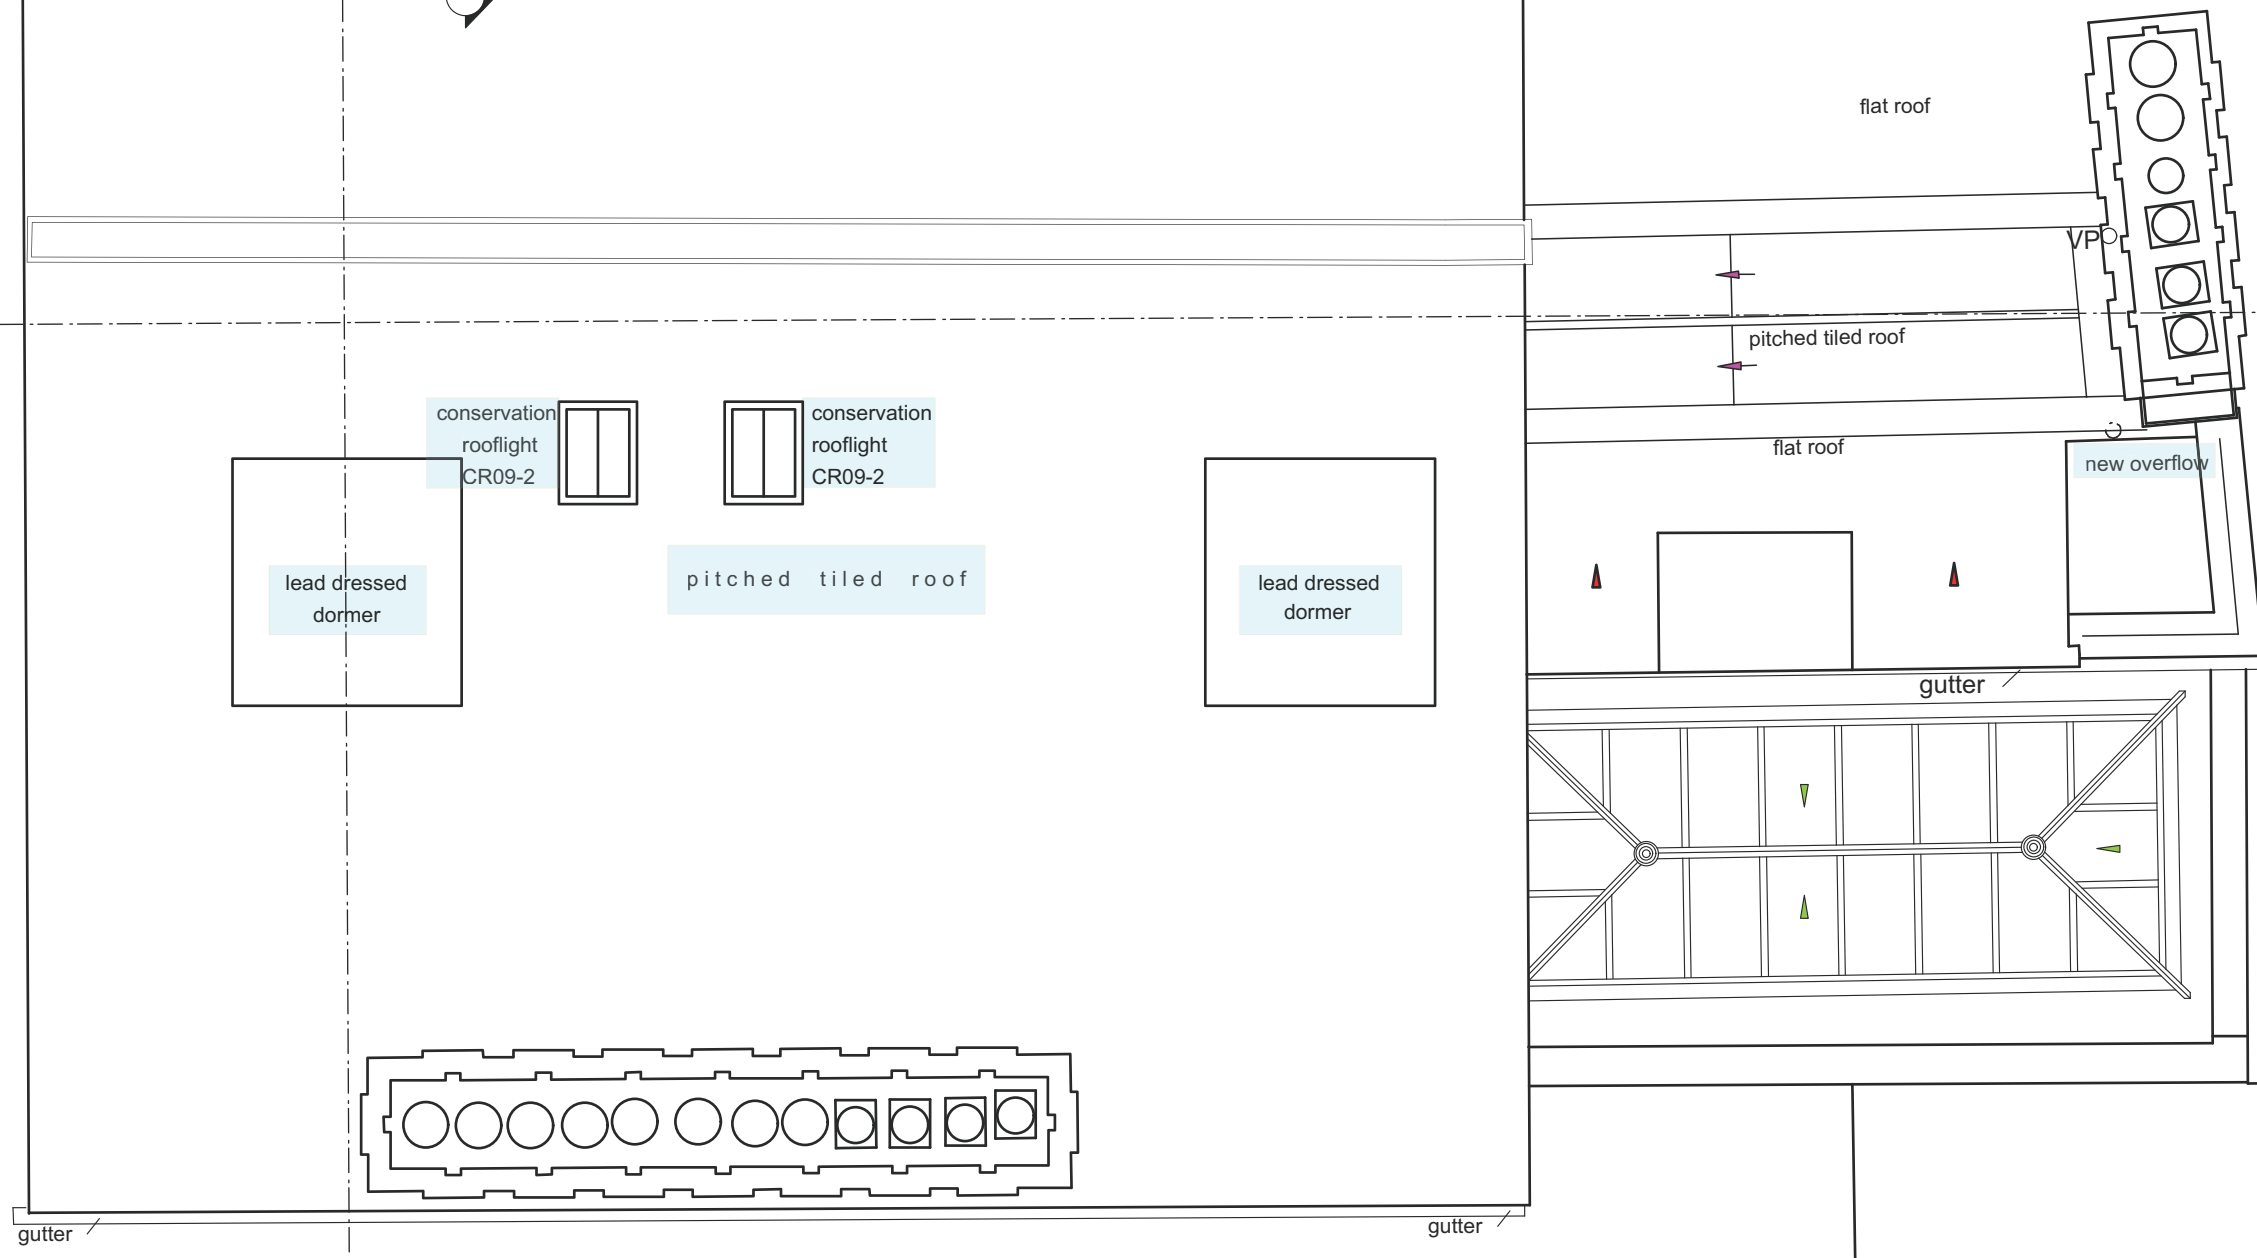 flat roof
VP
pitched tiled roof
conservation
rooflight
CR09-2
conservation
rooflight
CR09-2
flat roof
new overflow
lead dressed
dormer
pitched tiled roof
lead dressed
dormer
gutter
gutter
gutter